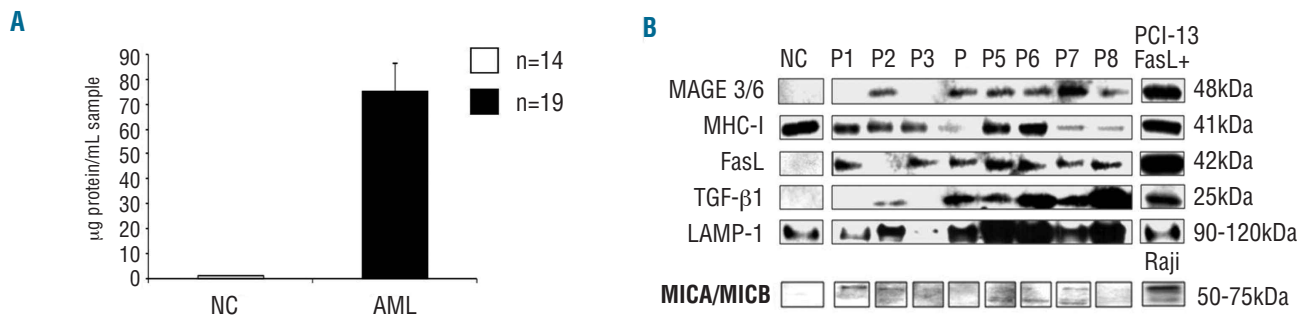 A
µg protein/mL sample
90
80
70
60
50
40
30
20
10
0
NC
AML
n=14
n=19
B
NC P1 P2 P3 P P5 P6 P7 P8 PCI-13 FasL+
MAGE 3/6 48kDa
MHC-I 41kDa
FasL 42kDa
TGF-β1 25kDa
LAMP-1 90-120kDa
Raji
MICA/MICB 50-75kDa